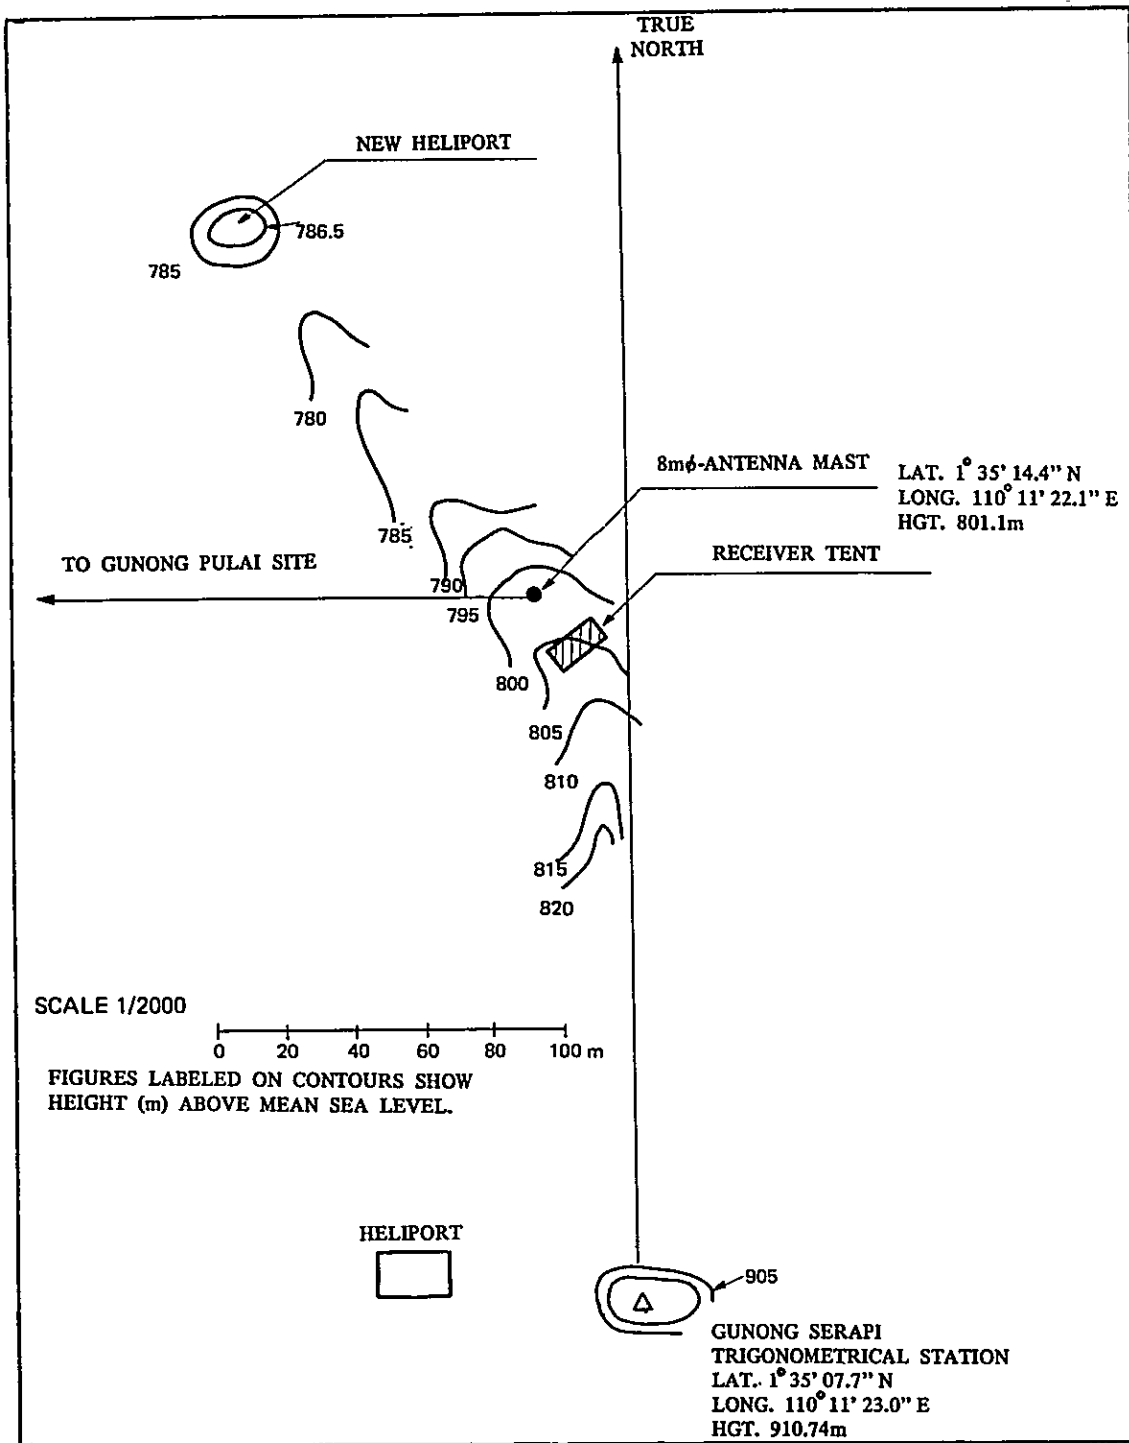 TRUE
NORTH
NEW HELIPORT
786.5
785
780
8mϕ-ANTENNA MAST
LAT. 1° 35' 14.4" N
LONG. 110° 11' 22.1" E
HGT. 801.1m
785
RECEIVER TENT
TO GUNONG PULAI SITE
790
795
800
805
810
815
820
SCALE 1/2000
0 20 40 60 80 100 m
FIGURES LABELED ON CONTOURS SHOW
HEIGHT (m) ABOVE MEAN SEA LEVEL.
HELIPORT
905
GUNONG SERAPI
TRIGONOMETRICAL STATION
LAT. 1° 35' 07.7" N
LONG. 110° 11' 23.0" E
HGT. 910.74m